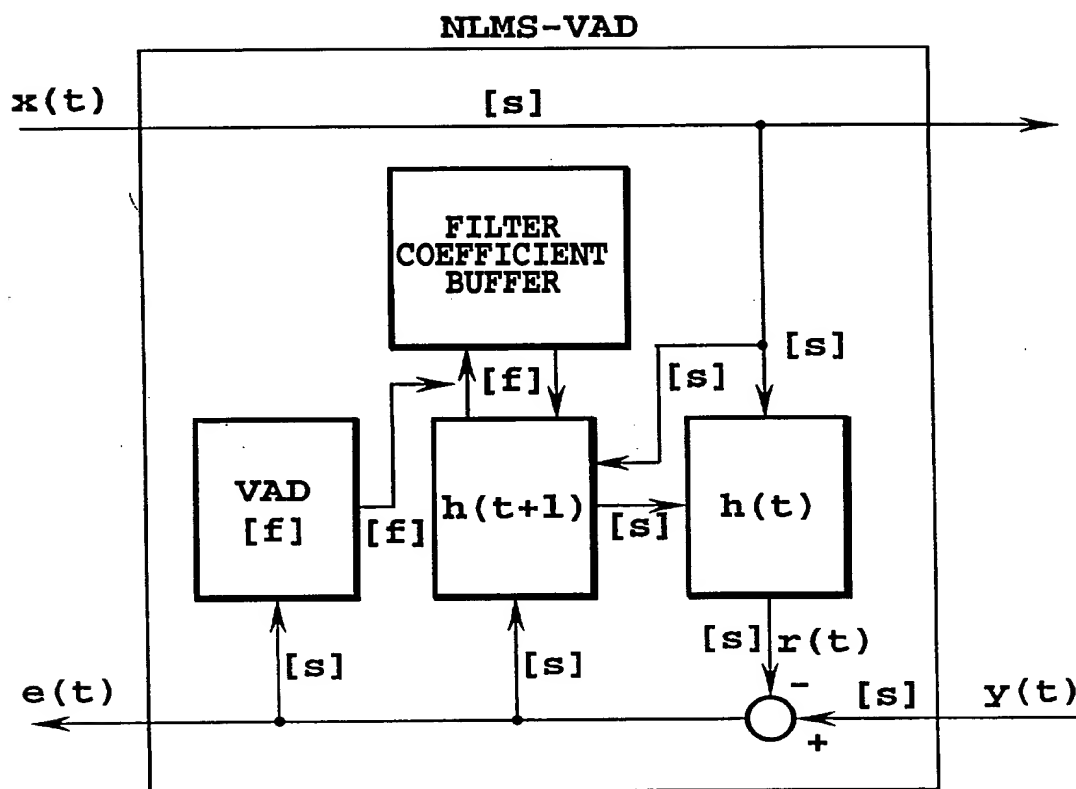 NLMS-VAD
x(t)
[s]
FILTER
COEFFICIENT
BUFFER
[s]
[s]
[f]
VAD
[f]
[f]
h(t+1)
[s]
h(t)
[s]
[s]
[s] r(t)
e(t)
-
[s]
y(t)
+